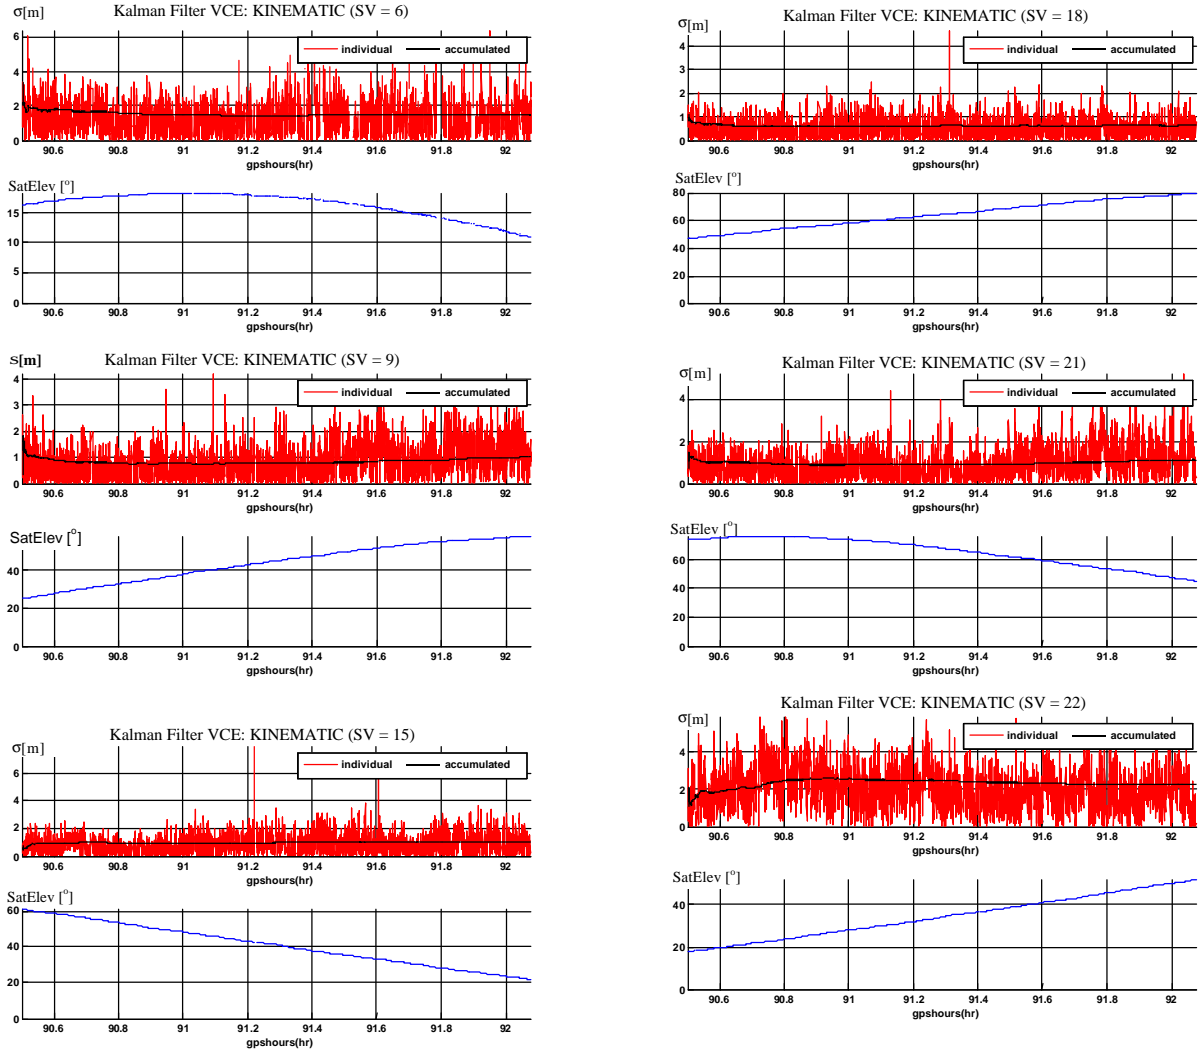 σ[m]
Kalman Filter VCE: KINEMATIC (SV = 6)
individual accumulated
6
4
2
0
90.6 90.8 91 91.2 91.4 91.6 91.8 92
gpshours(hr)
SatElev [°]
15
10
5
0
90.6 90.8 91 91.2 91.4 91.6 91.8 92
gpshours(hr)
s[m]
Kalman Filter VCE: KINEMATIC (SV = 9)
individual accumulated
4
3
2
1
0
90.6 90.8 91 91.2 91.4 91.6 91.8 92
gpshours(hr)
SatElev [°]
40
20
0
90.6 90.8 91 91.2 91.4 91.6 91.8 92
gpshours(hr)
Kalman Filter VCE: KINEMATIC (SV = 15)
σ[m]
individual accumulated
6
4
2
0
90.6 90.8 91 91.2 91.4 91.6 91.8 92
gpshours(hr)
SatElev [°]
60
40
20
0
90.6 90.8 91 91.2 91.4 91.6 91.8 92
gpshours(hr)
Kalman Filter VCE: KINEMATIC (SV = 18)
σ[m]
individual accumulated
4
3
2
1
0
90.6 90.8 91 91.2 91.4 91.6 91.8 92
gpshours(hr)
SatElev [°]
80
60
40
20
0
90.6 90.8 91 91.2 91.4 91.6 91.8 92
gpshours(hr)
Kalman Filter VCE: KINEMATIC (SV = 21)
σ[m]
individual accumulated
4
2
0
90.6 90.8 91 91.2 91.4 91.6 91.8 92
gpshours(hr)
SatElev [°]
60
40
20
0
90.6 90.8 91 91.2 91.4 91.6 91.8 92
gpshours(hr)
Kalman Filter VCE: KINEMATIC (SV = 22)
σ[m]
individual accumulated
4
2
0
90.6 90.8 91 91.2 91.4 91.6 91.8 92
gpshours(hr)
SatElev [°]
40
20
0
90.6 90.8 91 91.2 91.4 91.6 91.8 92
gpshours(hr)